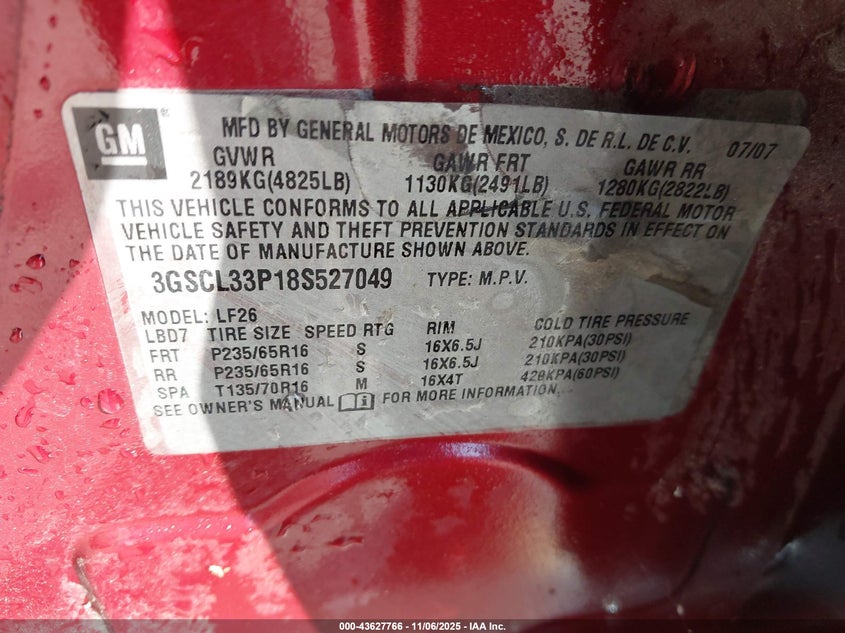 GM ®
MFD BY GENERAL MOTORS DE MEXICO, S. DE R.L. DE C.V. 07/07
GVWR GAWR FRT GAWR RR
2189KG(4825LB) 1130KG(2491LB) 1280KG(2822LB)
THIS VEHICLE CONFORMS TO ALL APPLICABLE U.S. FEDERAL MOTOR
VEHICLE SAFETY AND THEFT PREVENTION STANDARDS IN EFFECT ON
THE DATE OF MANUFACTURE SHOWN ABOVE.
3GSCL33P18S527049 TYPE: M.P.V.
MODEL: LF26
LBD7 TIRE SIZE SPEED RTG RIM COLD TIRE PRESSURE
FRT P235/65R16 S 16X6.5J 210KPA(30PSI)
RR P235/65R16 S 16X6.5J 210KPA(30PSI)
SPA T135/70R16 M 16X4T 420KPA(60PSI)
SEE OWNER'S MANUAL FOR MORE INFORMATION.
000-43627766 - 11/06/2025 - IAA Inc.